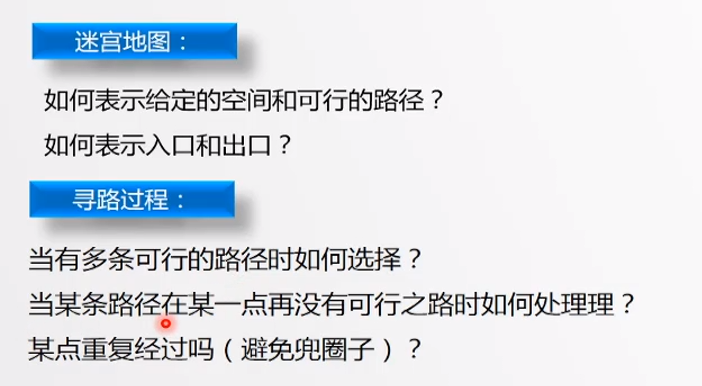 迷宫地图：
如何表示给定的空间和可行的路径？
如何表示入口和出口？
寻路过程：
当有多条可行的路径时如何选择？
当某条路径在某一点再没有可行之路时如何处理理？
某点重复经过吗（避免兜圈子）？